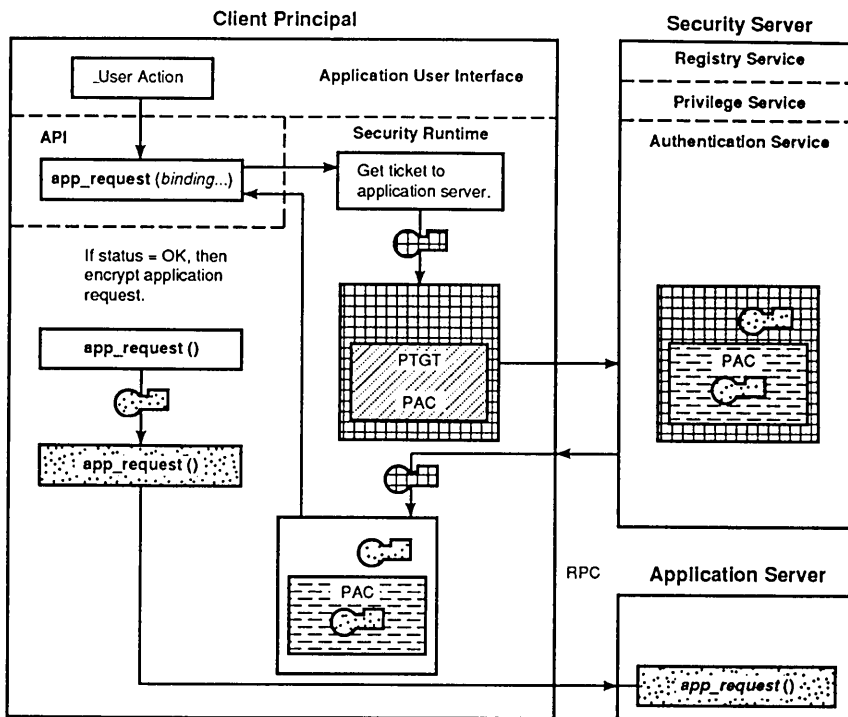 Client Principal
Security Server
User Action
Application User Interface
Registry Service
Privilege Service
API
Security Runtime
Authentication Service
app_request (binding...)
Get ticket to
application server.
If status = OK, then
encrypt application
request.
app_request ()
PTGT
PAC
PAC
app_request ()
PAC
RPC
Application Server
app_request ()